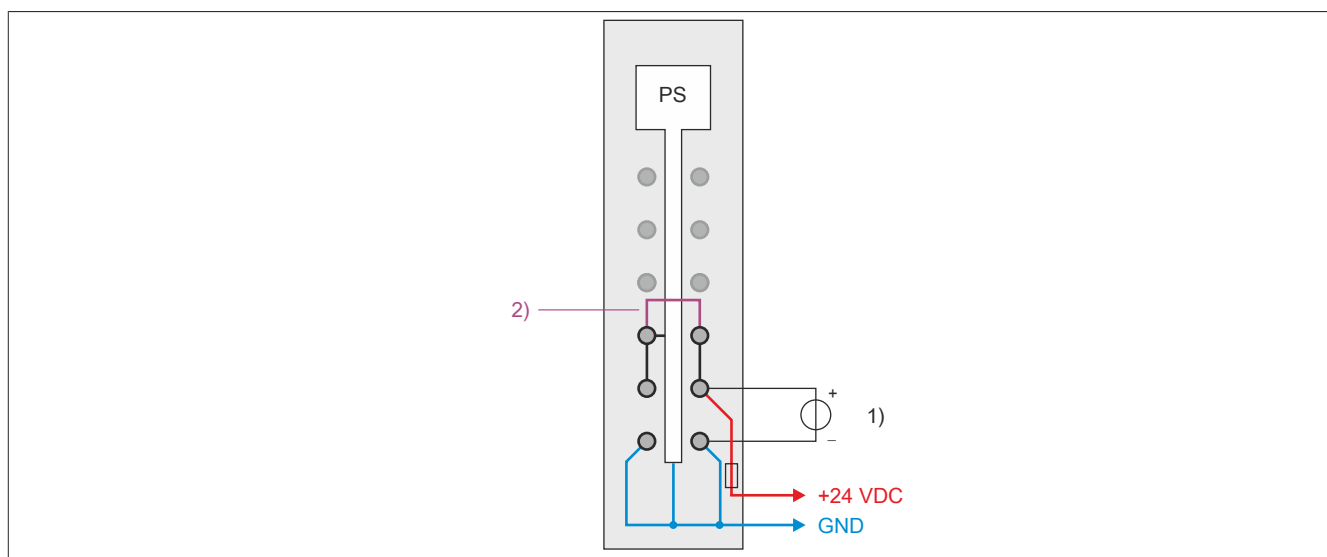 PS
2)
+
1)
–
+24 VDC
GND